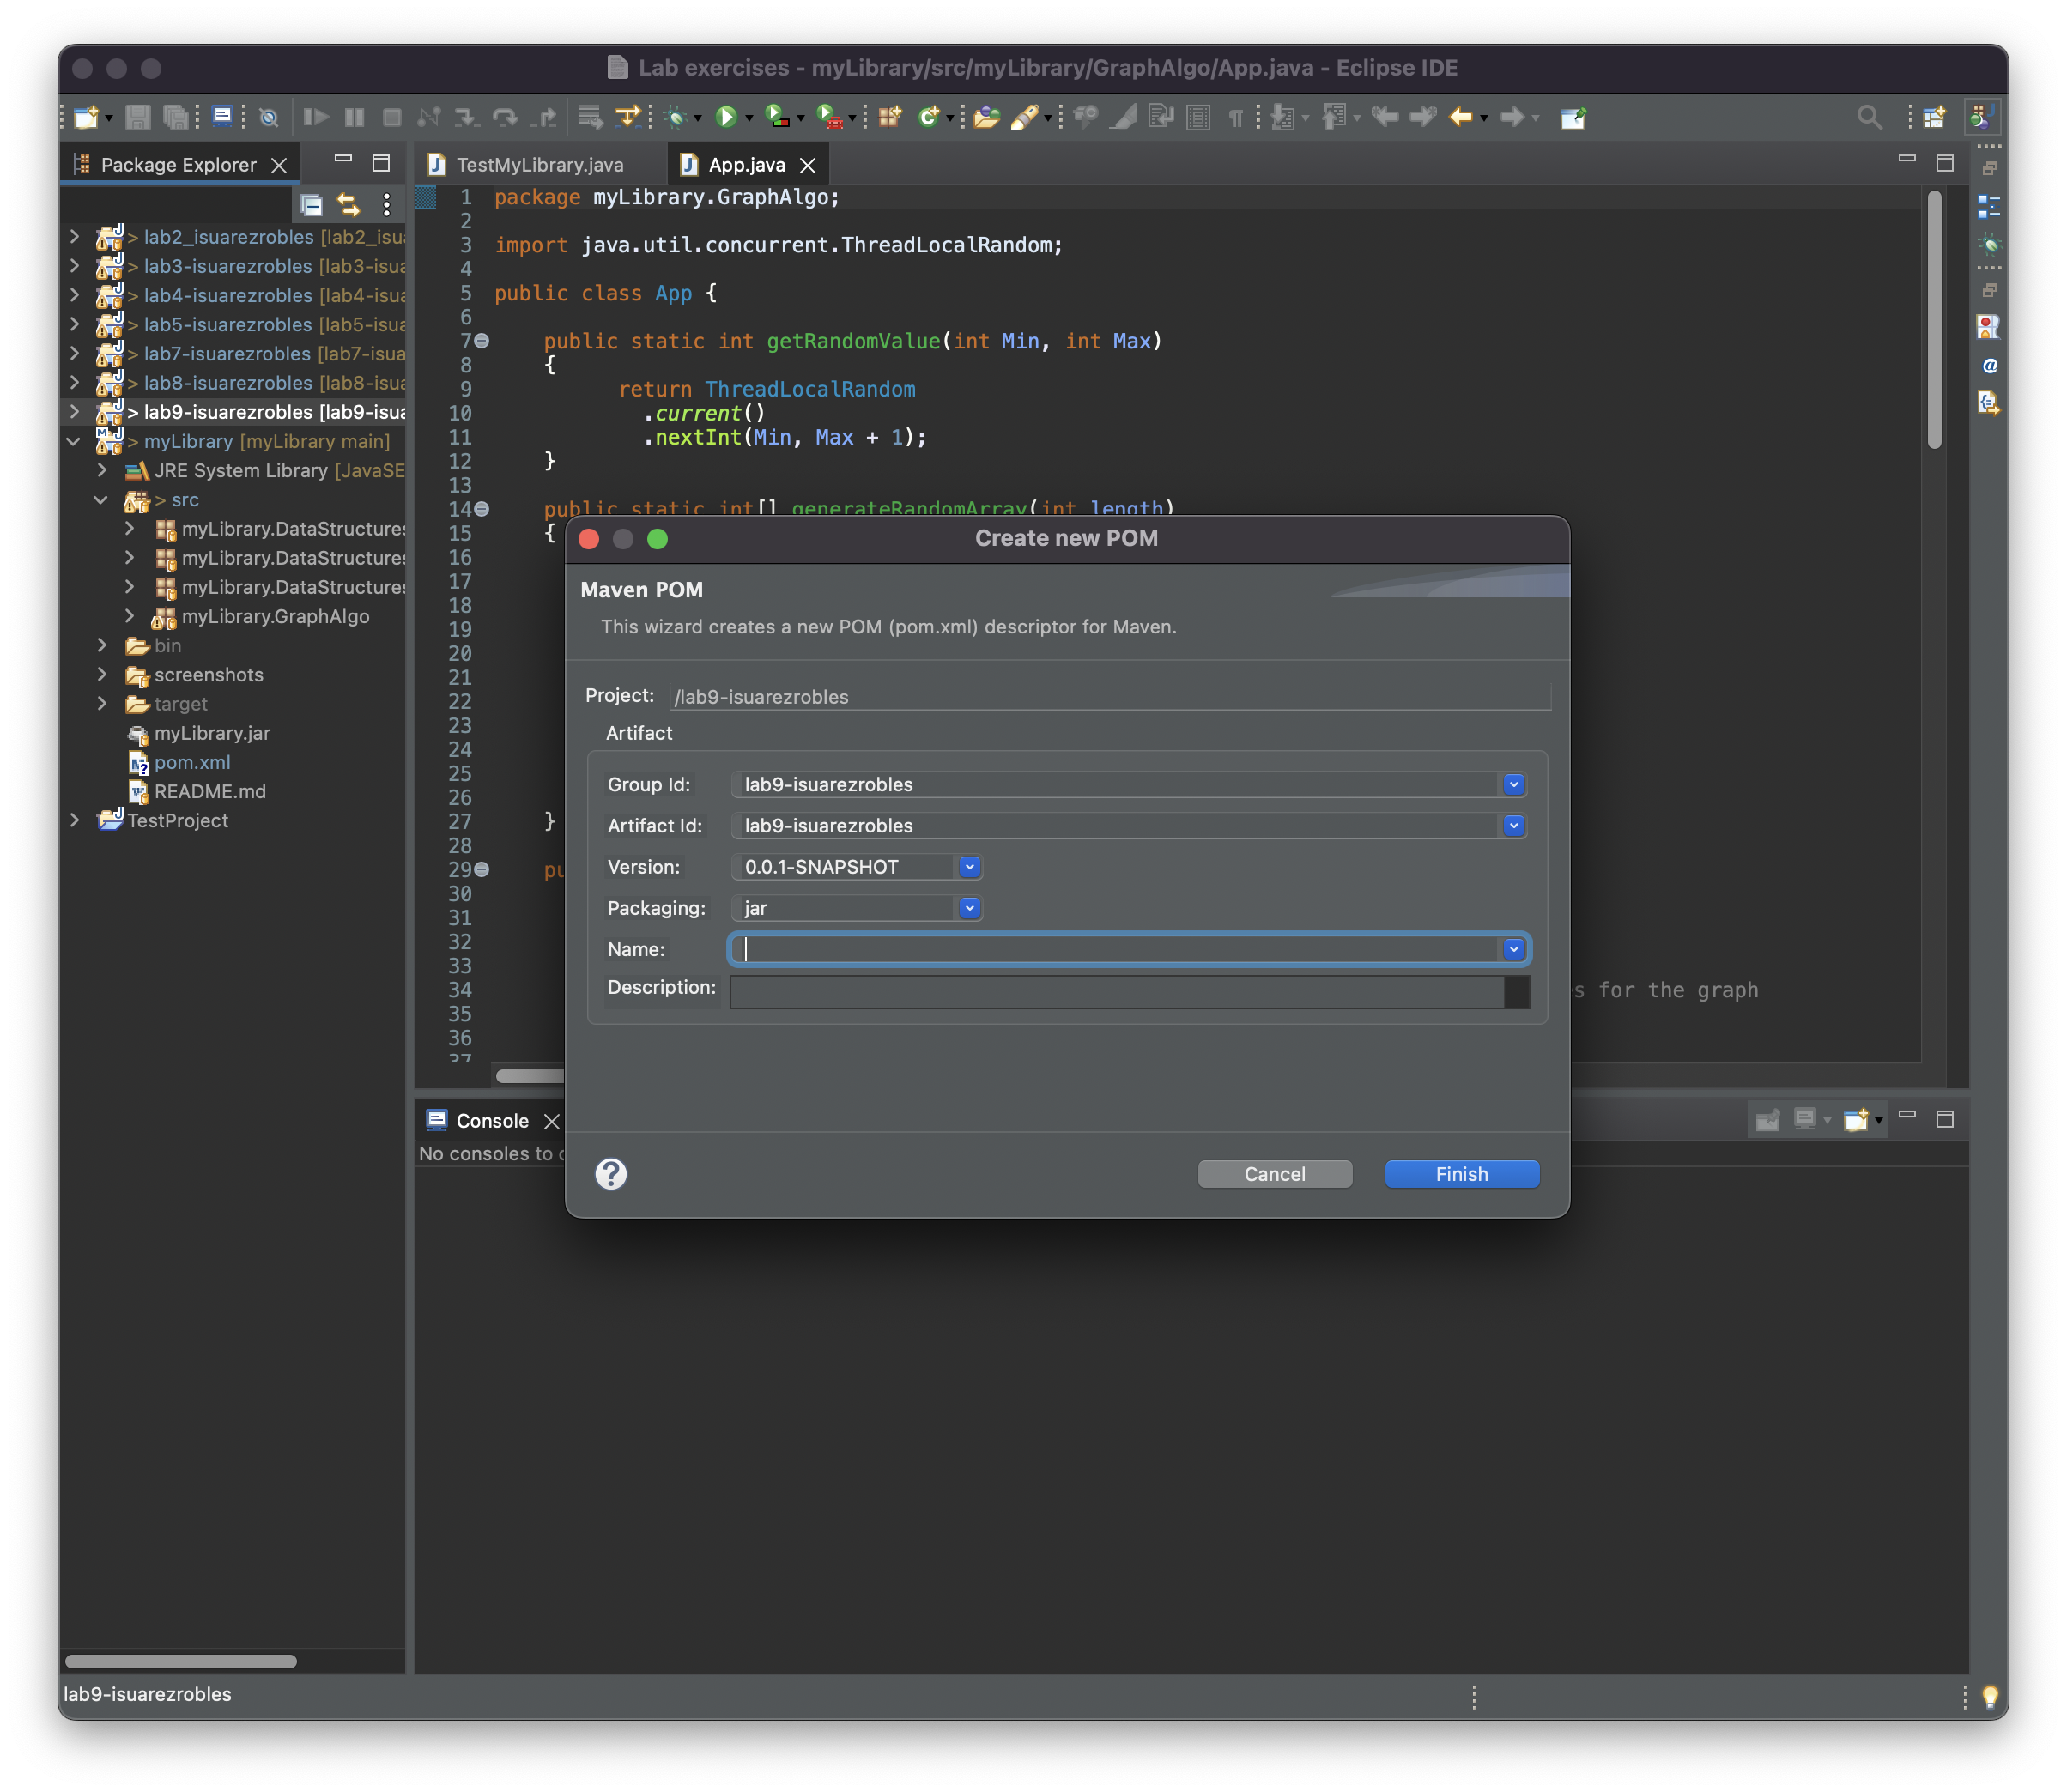 Lab exercises - myLibrary/src/myLibrary/GraphAlgo/App.java - Eclipse IDE
Package Explorer
TestMyLibrary.java
App.java
> lab2_isuarezrobles [lab2_isua
> lab3-isuarezrobles [lab3-isua
> lab4-isuarezrobles [lab4-isua
> lab5-isuarezrobles [lab5-isua
> lab7-isuarezrobles [lab7-isua
> lab8-isuarezrobles [lab8-isua
> lab9-isuarezrobles [lab9-isua
> myLibrary [myLibrary main]
JRE System Library [JavaSE
> src
myLibrary.DataStructures
myLibrary.DataStructures
myLibrary.DataStructures
myLibrary.GraphAlgo
bin
screenshots
target
myLibrary.jar
pom.xml
README.md
TestProject
1 package myLibrary.GraphAlgo;
2
3 import java.util.concurrent.ThreadLocalRandom;
4
5 public class App {
6
7 public static int getRandomValue(int Min, int Max)
8 {
9 return ThreadLocalRandom
10 .current()
11 .nextInt(Min, Max + 1);
12 }
13
14 public static int[] generateRandomArray(int length)
15 {
16
17
18
19
20
21
22
23
24
25
26
27 }
28
29 pu
30
31
32
33
34 s for the graph
35
36
37
Create new POM
Maven POM
This wizard creates a new POM (pom.xml) descriptor for Maven.
Project: /lab9-isuarezrobles
Artifact
Group Id: lab9-isuarezrobles
Artifact Id: lab9-isuarezrobles
Version: 0.0.1-SNAPSHOT
Packaging: jar
Name:
Description:
Cancel
Finish
Console
No consoles to
lab9-isuarezrobles